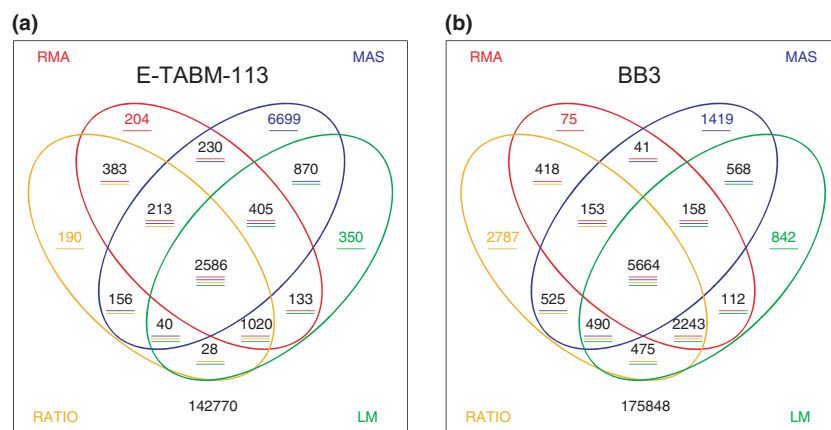 (a)
RMA
MAS
E-TABM-113
204
6699
383
230
870
213
405
190
350
2586
156
133
40
1020
28
142770
RATIO
LM
(b)
RMA
MAS
BB3
75
1419
418
41
568
153
158
2787
842
5664
525
112
490
2243
475
175848
RATIO
LM